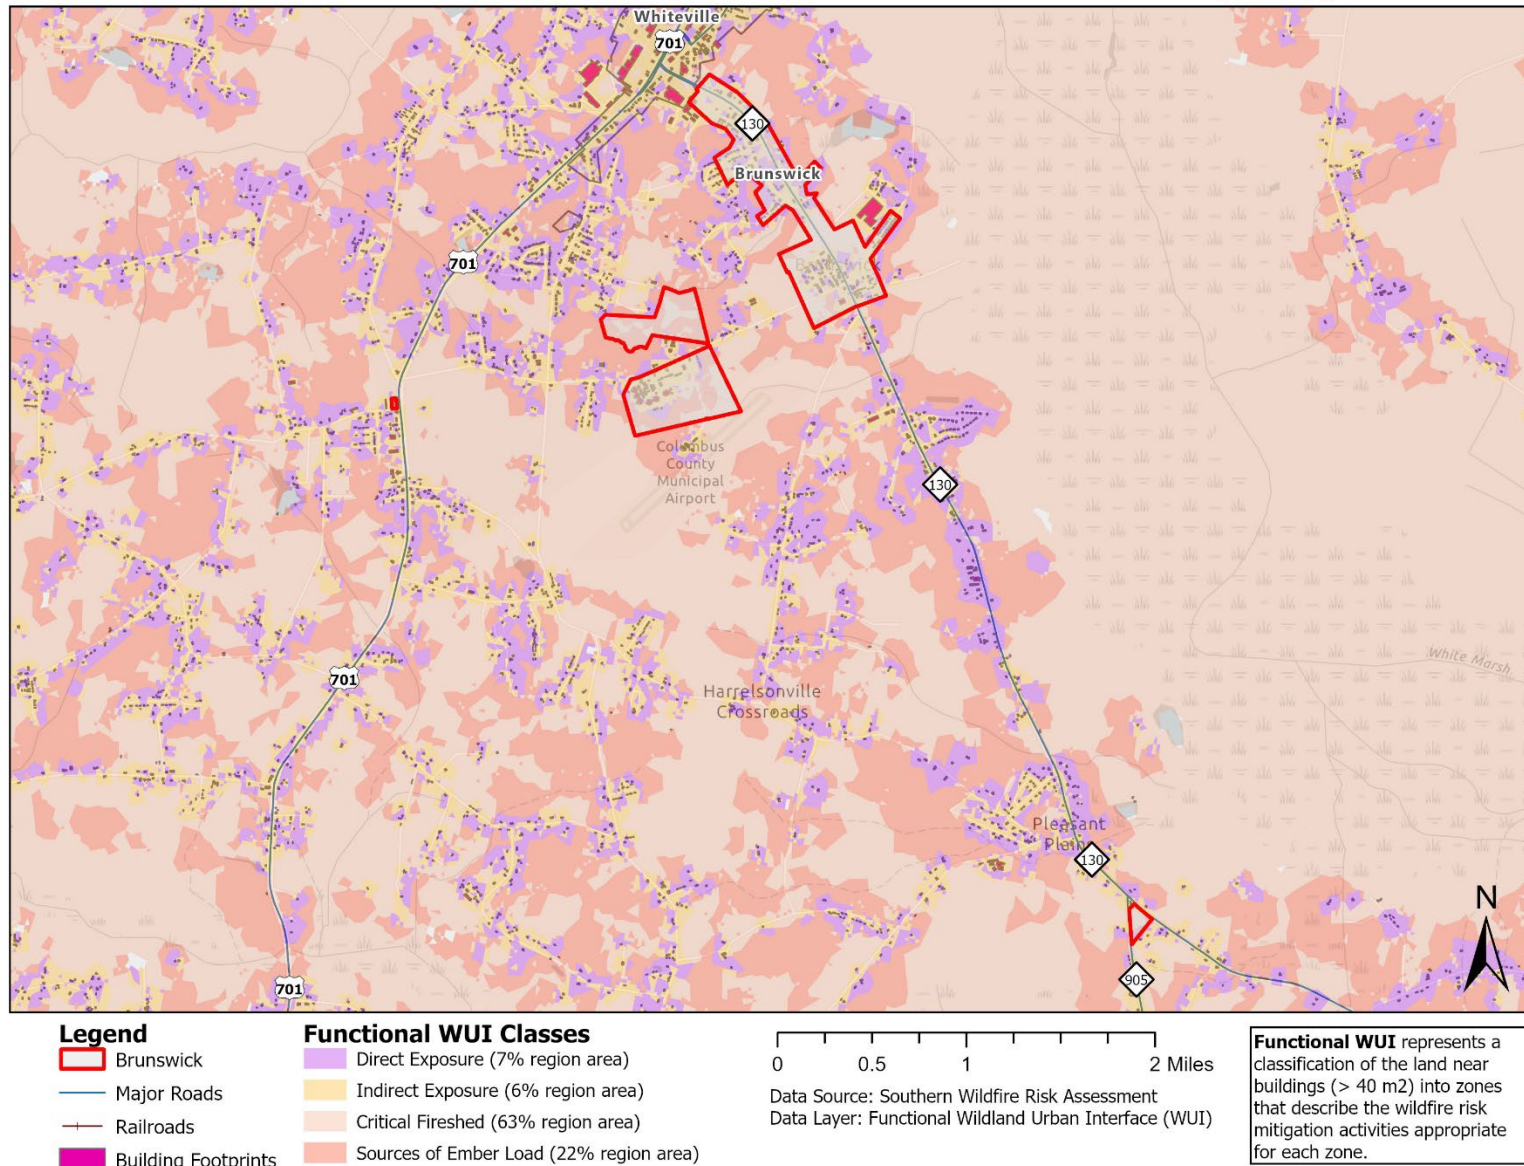 Whiteville
701
130
Brunswick
701
Columbus
County
Municipal
Airport
130
White Marsh
701
Harrelsonville
Crossroads
Pleasant
Plain
130
N
905
701
Legend
Brunswick
Major Roads
Railroads
Building Footprints
Functional WUI Classes
Direct Exposure (7% region area)
Indirect Exposure (6% region area)
Critical Fireshed (63% region area)
Sources of Ember Load (22% region area)
0 0.5 1 2 Miles
Data Source: Southern Wildfire Risk Assessment
Data Layer: Functional Wildland Urban Interface (WUI)
Functional WUI represents a
classification of the land near
buildings (> 40 m2) into zones
that describe the wildfire risk
mitigation activities appropriate
for each zone.